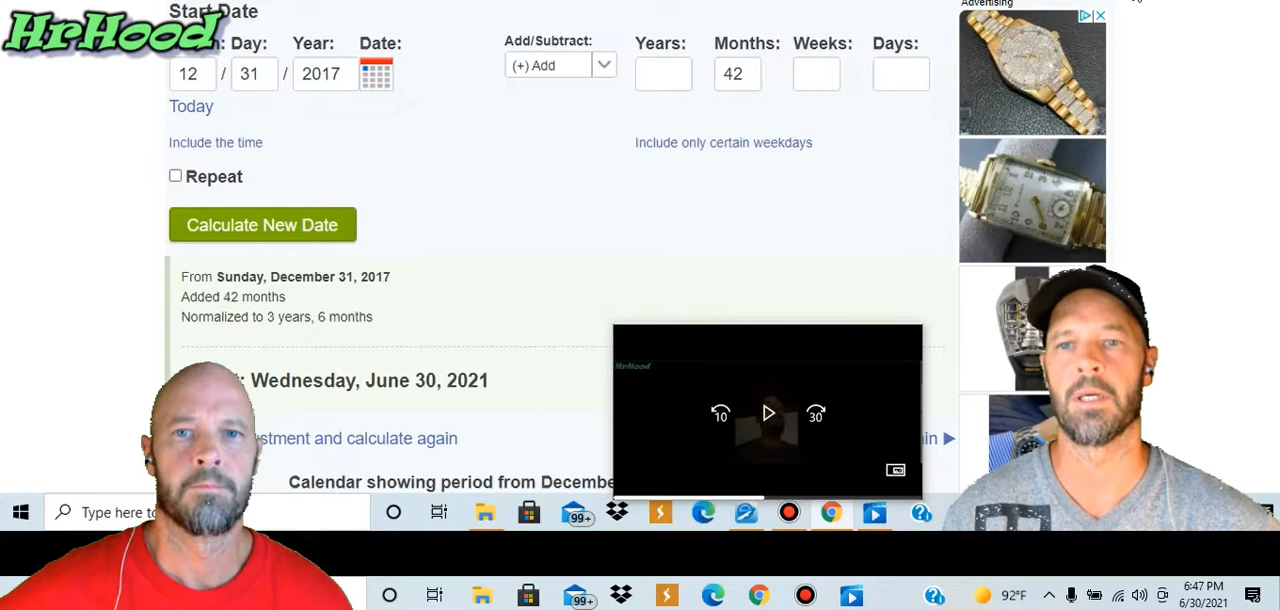 Start Date
Advertising
HrHood
Day:
Year:
Date:
Add/Subtract:
Years:
Months:
Weeks:
Days:
12 / 31 / 2017
(+) Add
42
Today
Include the time
Include only certain weekdays
Repeat
Calculate New Date
From Sunday, December 31, 2017
Added 42 months
Normalized to 3 years, 6 months
HrHood
Wednesday, June 30, 2021
10
30
and calculate again
Calendar showing period from
Type here
99+
99+
92°F
6:47 PM
6/30/2021